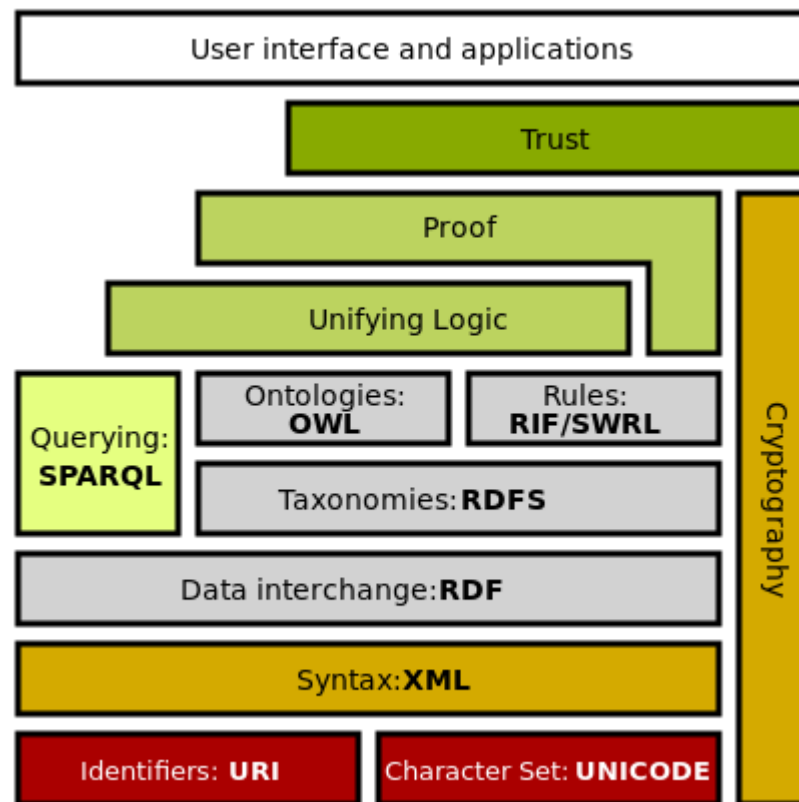 User interface and applications
Trust
Proof
Unifying Logic
Querying:
SPARQL
Ontologies:
OWL
Rules:
RIF/SWRL
Taxonomies: RDFS
Data interchange: RDF
Syntax: XML
Identifiers: URI
Character Set: UNICODE
Cryptography